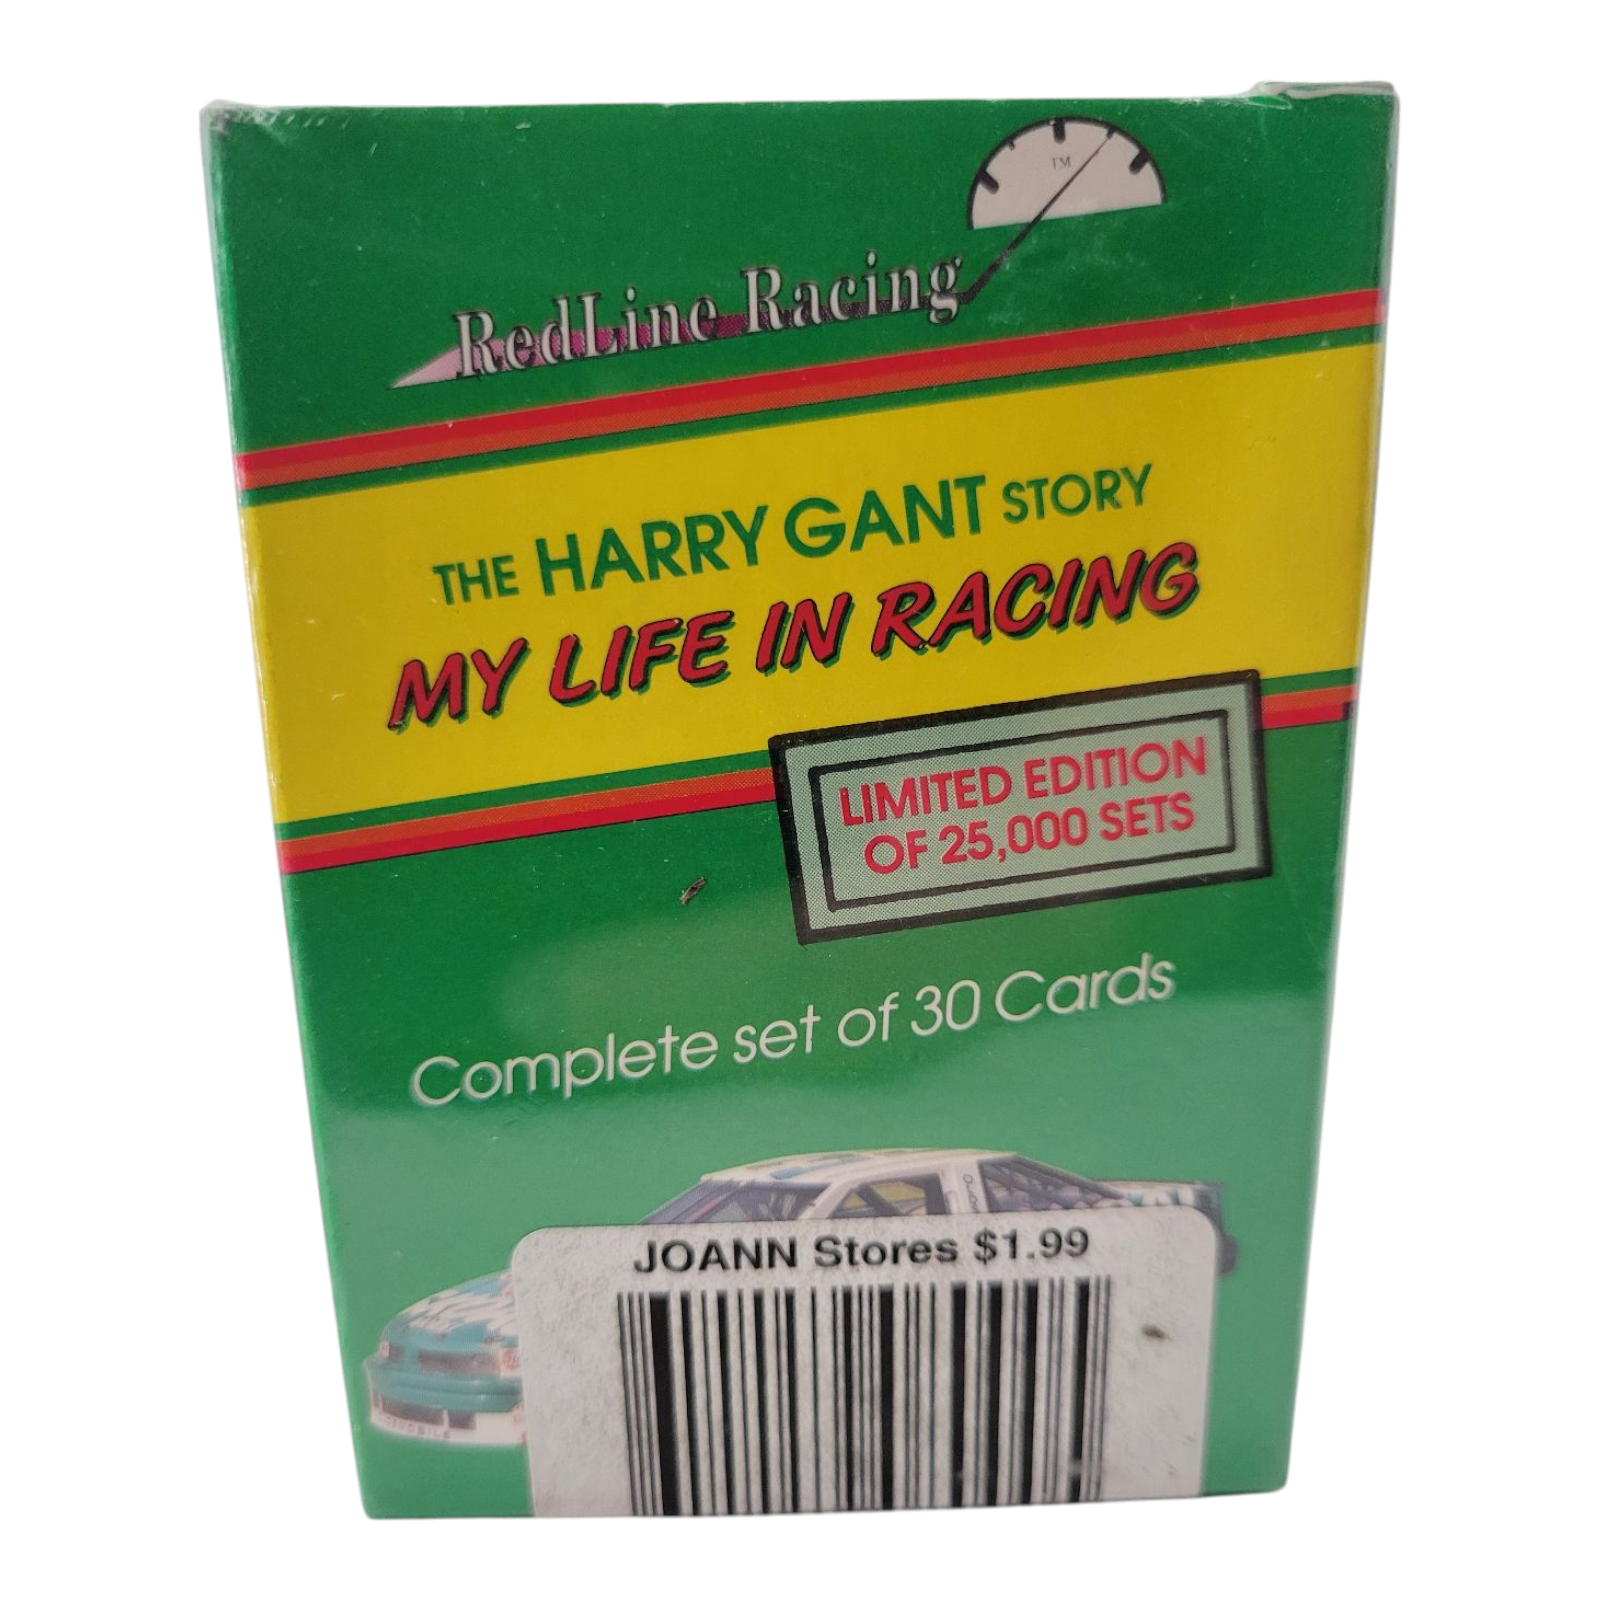 TM
RedLine Racing
THE HARRY GANT STORY
MY LIFE IN RACING
LIMITED EDITION
OF 25,000 SETS
Complete set of 30 Cards
JOANN Stores $1.99